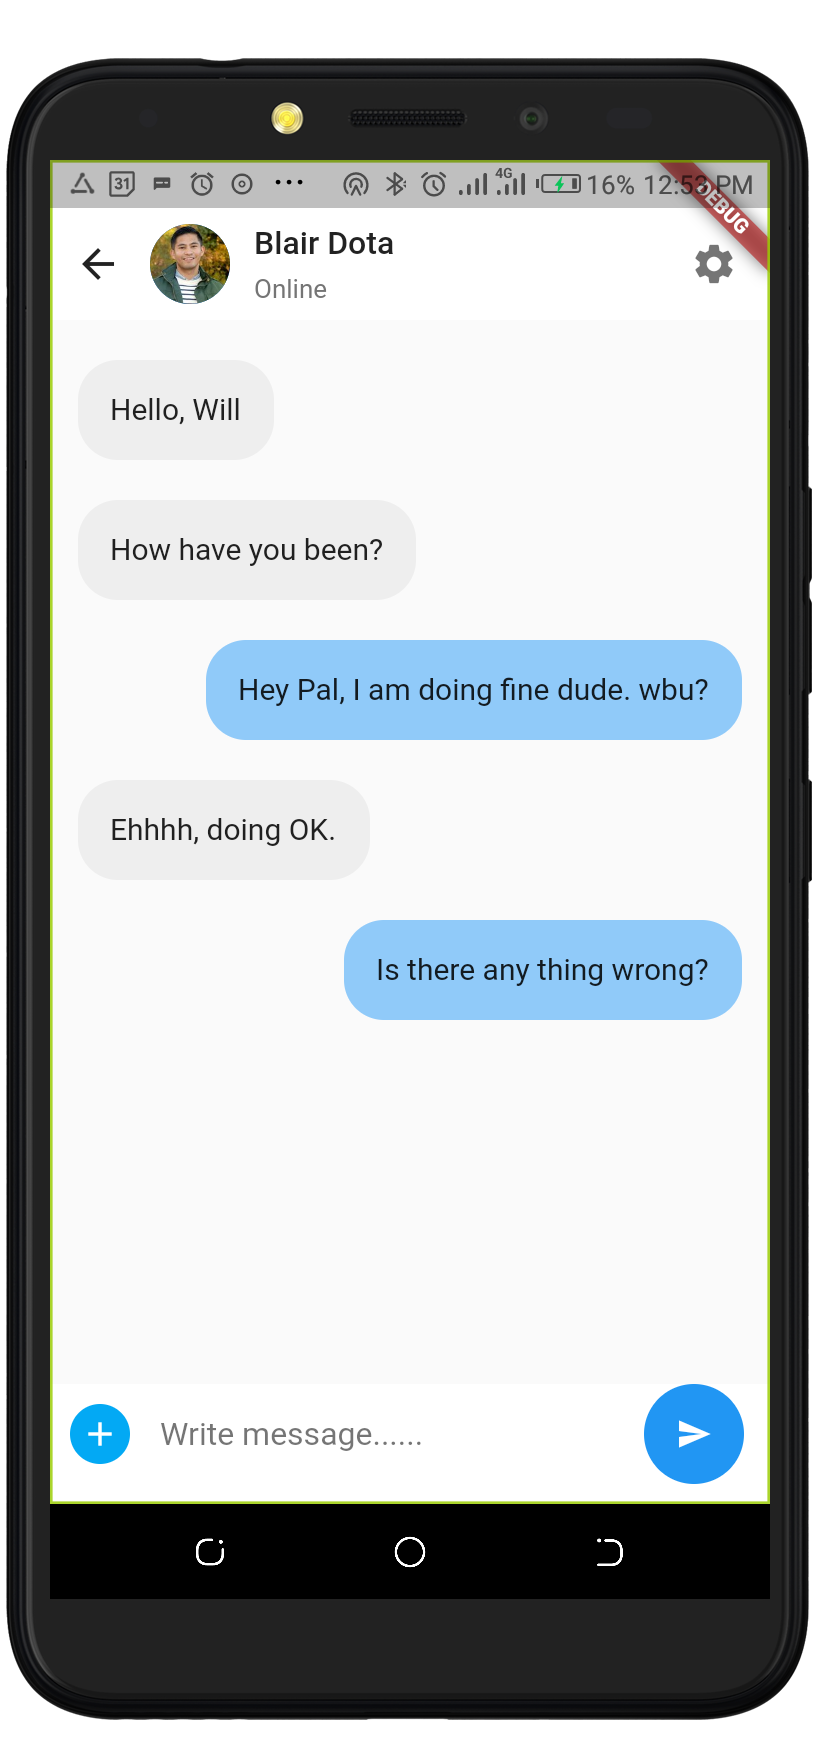 31 4G 16% 12:53 PM
DEBUG
Blair Dota
Online
Hello, Will
How have you been?
Hey Pal, I am doing fine dude. wbu?
Ehhhh, doing OK.
Is there any thing wrong?
Write message......